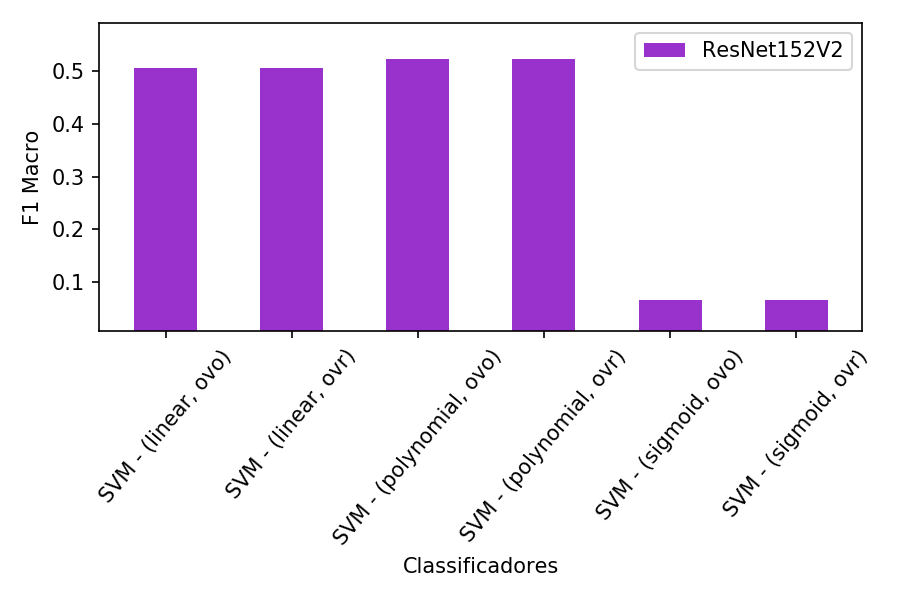 ResNet152V2
F1 Macro
0.5
0.4
0.3
0.2
0.1
SVM - (linear, ovo)
SVM - (linear, ovr)
SVM - (polynomial, ovo)
SVM - (polynomial, ovr)
SVM - (sigmoid, ovo)
SVM - (sigmoid, ovr)
Classificadores